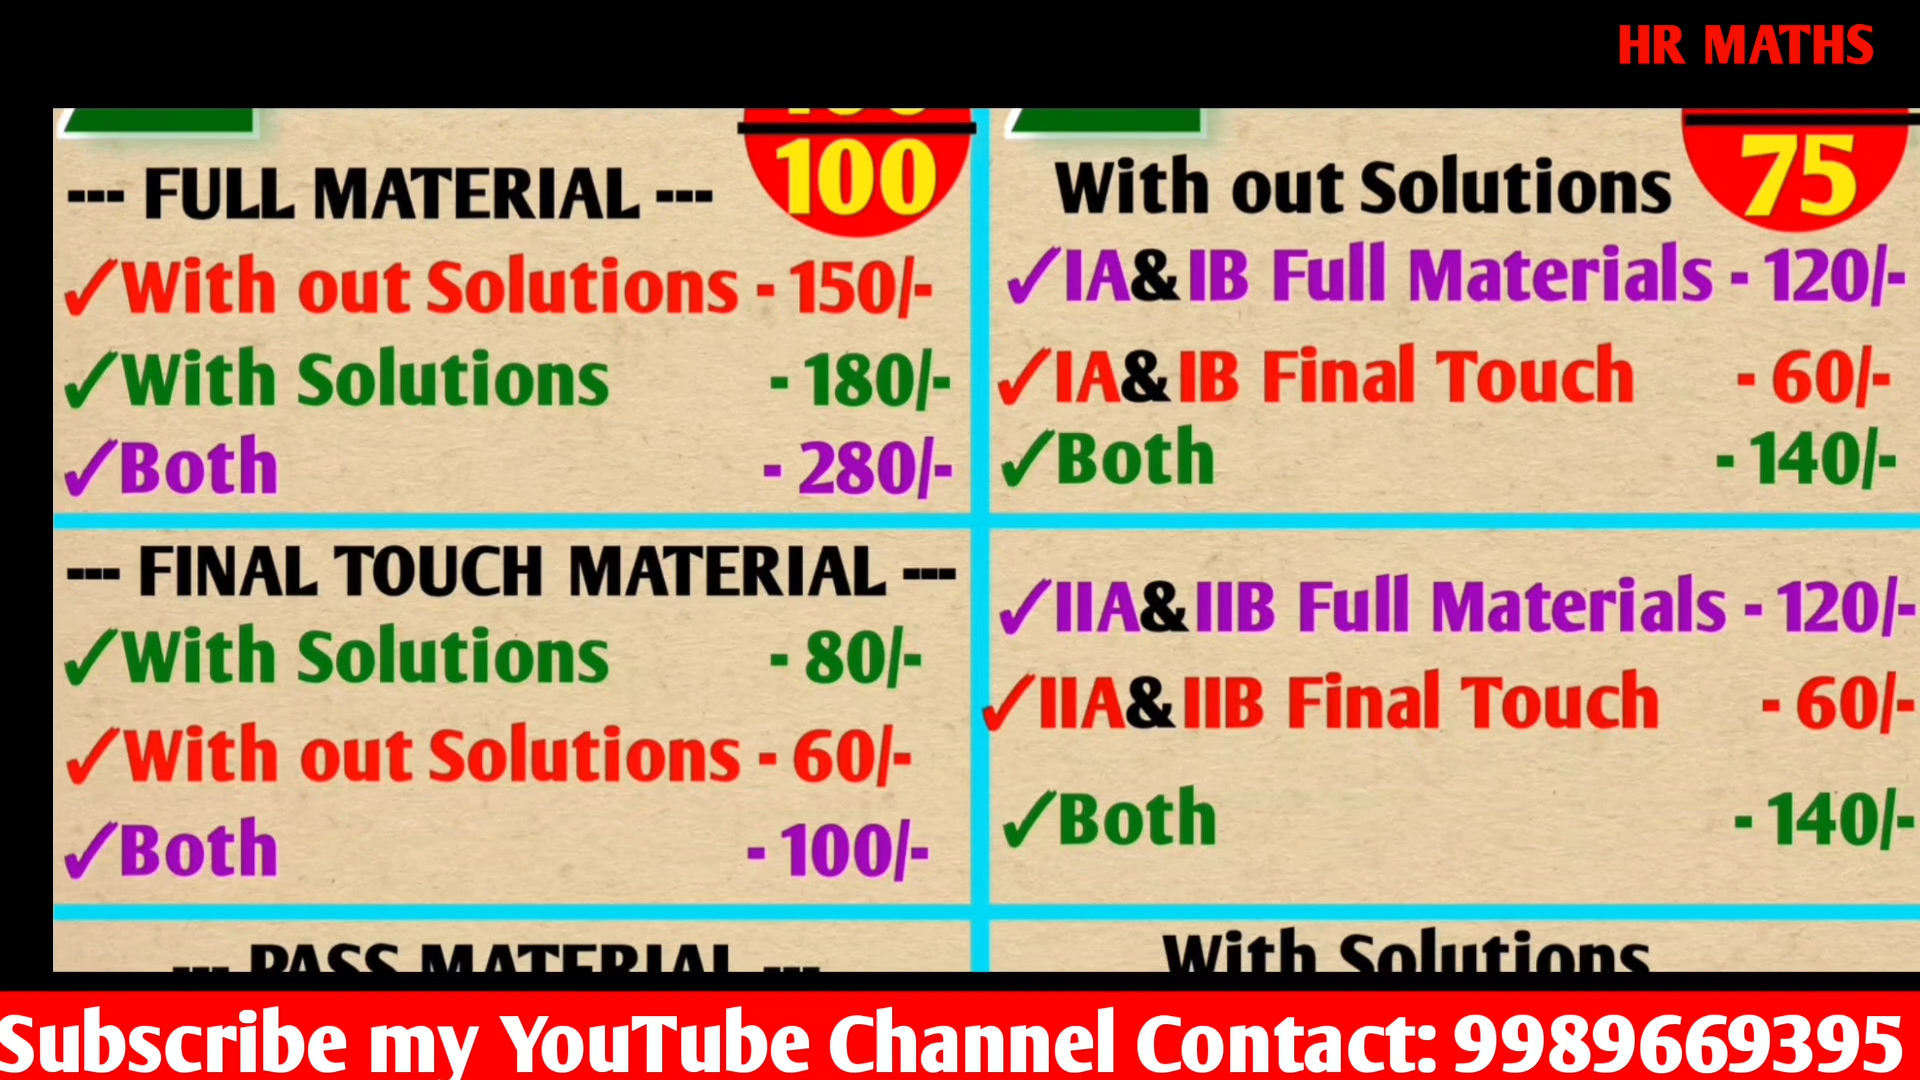 HR MATHS
100
--- FULL MATERIAL ---
✓With out Solutions - 150/-
✓With Solutions - 180/-
✓Both - 280/-
--- FINAL TOUCH MATERIAL ---
✓With Solutions - 80/-
✓With out Solutions - 60/-
✓Both - 100/-
--- PASS MATERIAL ---
75
With out Solutions
✓IA&IB Full Materials - 120/-
✓IA&IB Final Touch - 60/-
✓Both - 140/-
✓IIA&IIB Full Materials - 120/-
✓IIA&IIB Final Touch - 60/-
✓Both - 140/-
With Solutions
Subscribe my YouTube Channel Contact: 9989669395